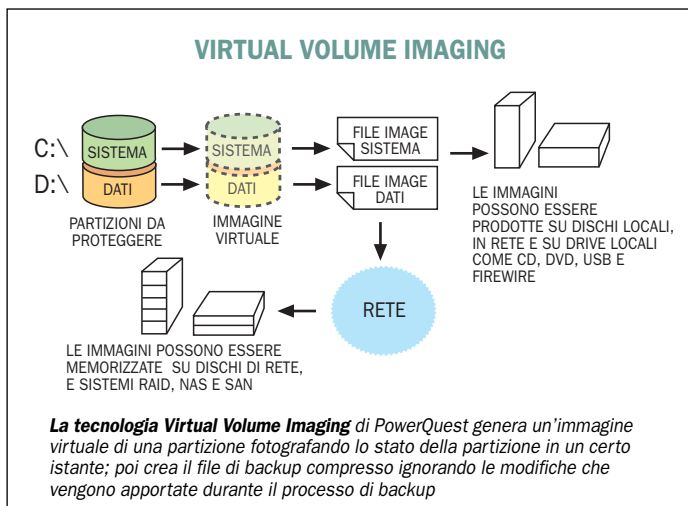 VIRTUAL VOLUME IMAGING
C:\
SISTEMA
SISTEMA
FILE IMAGE
SISTEMA
D:\
DATI
DATI
FILE IMAGE
DATI
PARTIZIONI DA
PROTEGGERE
IMMAGINE
VIRTUALE
LE IMMAGINI
POSSONO ESSERE
PRODOTTE SU DISCHI LOCALI,
IN RETE E SU DRIVE LOCALI
COME CD, DVD, USB E
FIREWIRE
RETE
LE IMMAGINI POSSONO ESSERE
MEMORIZZATE SU DISCHI DI RETE,
E SISTEMI RAID, NAS E SAN
La tecnologia Virtual Volume Imaging di PowerQuest genera un'immagine
virtuale di una partizione fotografando lo stato della partizione in un certo
istante; poi crea il file di backup compresso ignorando le modifiche che
vengono apportate durante il processo di backup